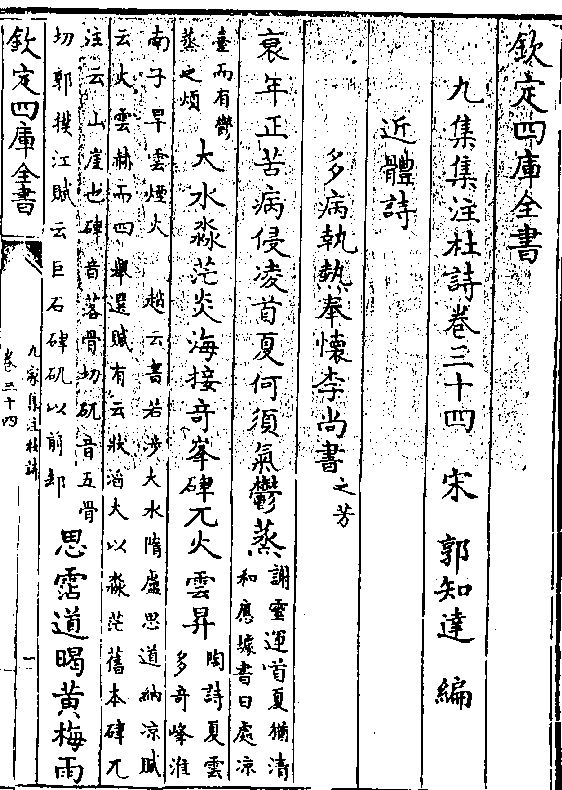 欽定四庫全書
九集集注杜詩卷三十四 宋 郭知達 編
近體詩
多病執熱奉懷李尚書之芳
衰年正苦病侵凌首夏何須氣鬱蒸謝靈運首夏猶清
和應壉書曰處涼
臺而有鬱
蒸之煩大水淼茫炎海接奇峯硉兀火雲昇陶詩夏雲
多奇峰淮
南子旱雲煙火 趙云書若涉大水隋盧思道納涼賦
云火雲赫而四舉選賦有云狀滔大以淼茫舊本硉兀
注云山崖也硉音落骨切矹音五骨
切郭撲江賦云巨石硉矶以前却思霑道暍黄梅雨
欽定四庫全書
九家集注杜詩
卷三十四
一